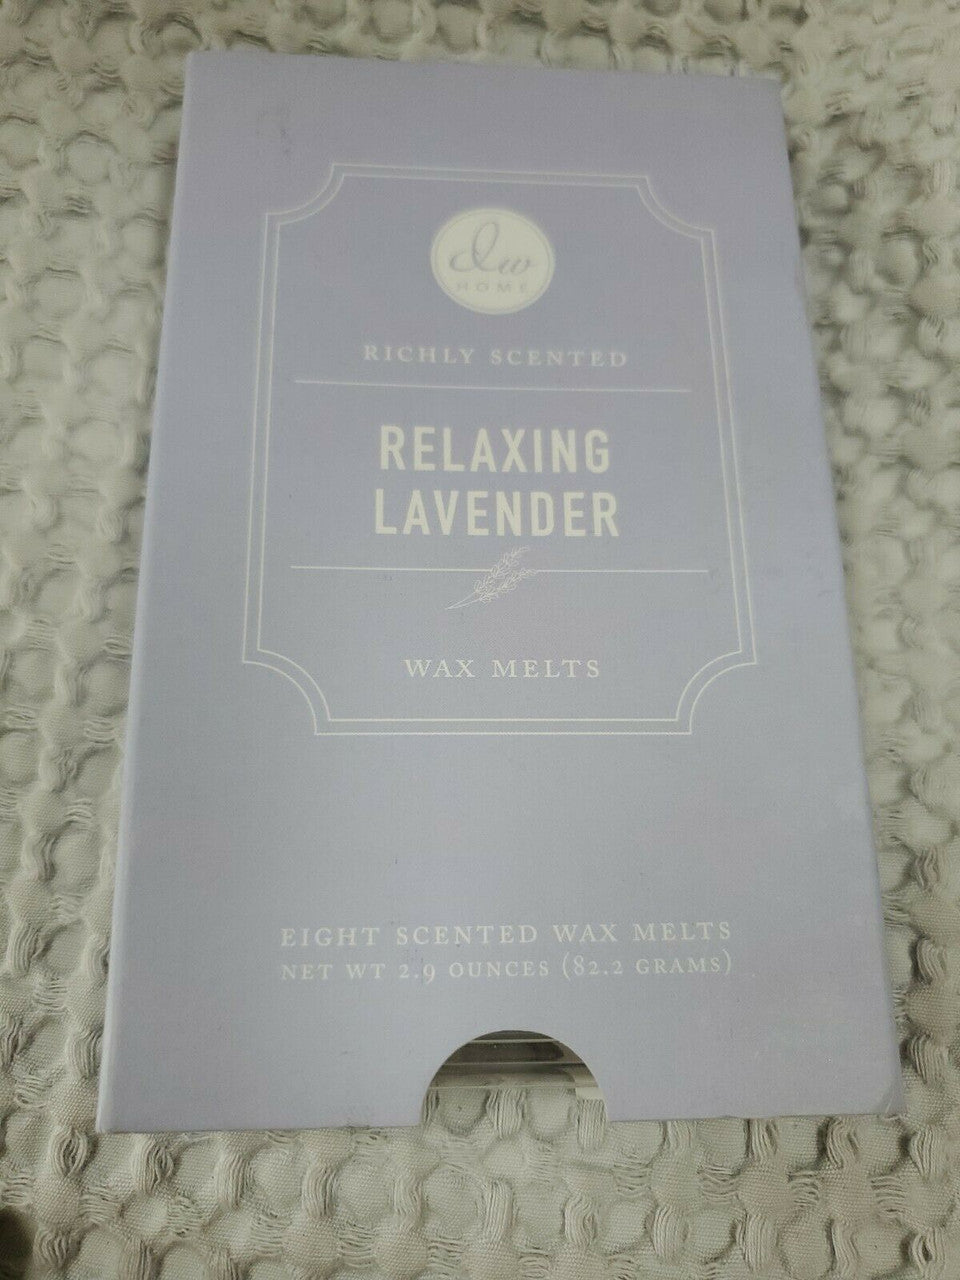 dw
HOME
RICHLY SCENTED
RELAXING
LAVENDER
WAX MELTS
EIGHT SCENTED WAX MELTS
NET WT 2.9 OUNCES (82.2 GRAMS)